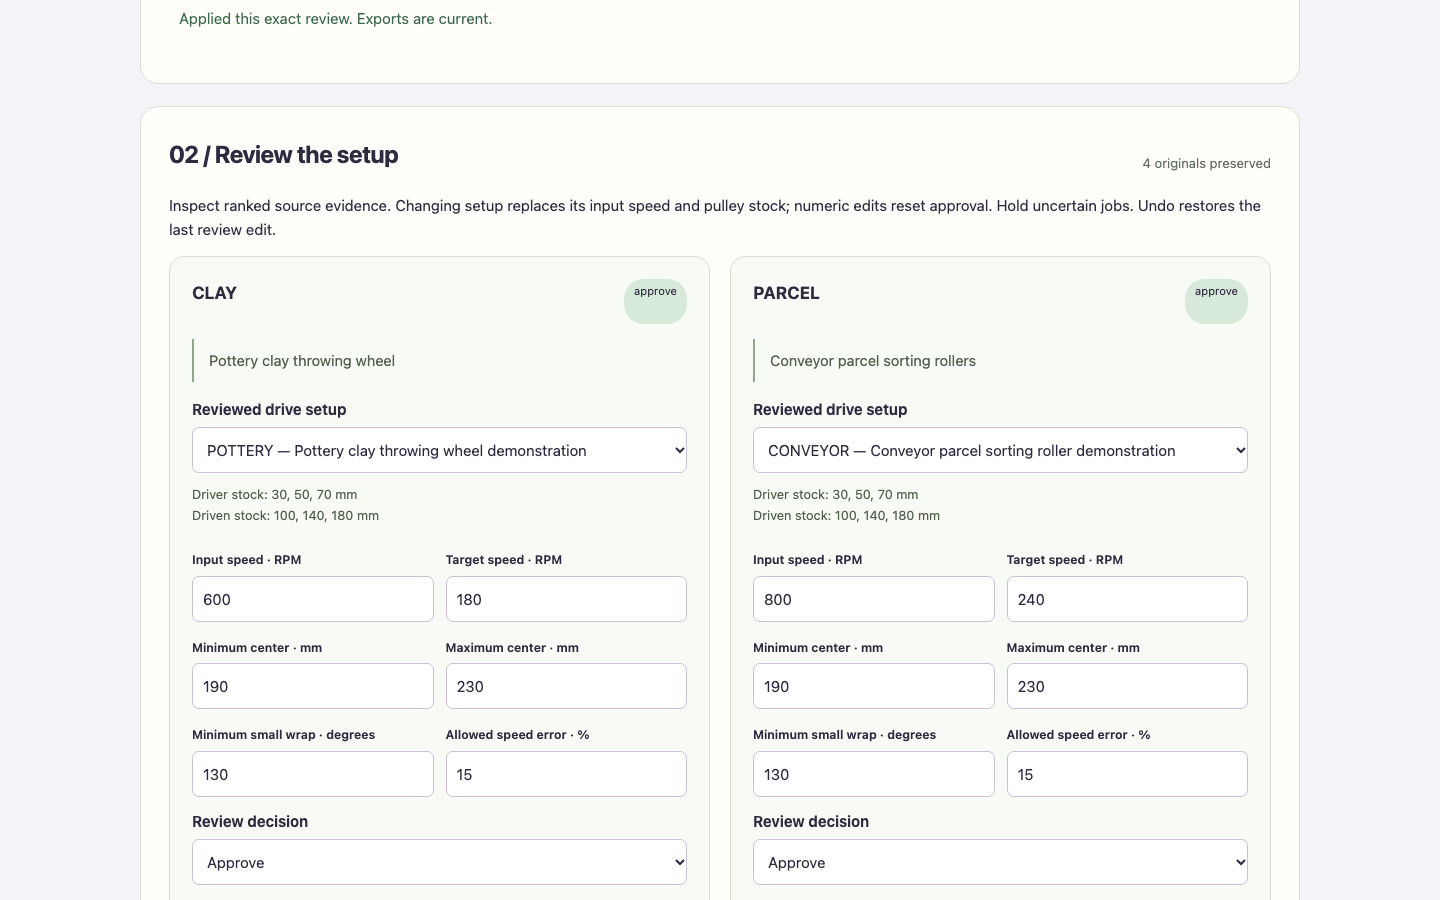 Applied this exact review. Exports are current.
02 / Review the setup
4 originals preserved
Inspect ranked source evidence. Changing setup replaces its input speed and pulley stock; numeric edits reset approval. Hold uncertain jobs. Undo restores the
last review edit.
CLAY
approve
Pottery clay throwing wheel
Reviewed drive setup
POTTERY — Pottery clay throwing wheel demonstration
Driver stock: 30, 50, 70 mm
Driven stock: 100, 140, 180 mm
Input speed · RPM
Target speed · RPM
600
180
Minimum center · mm
Maximum center · mm
190
230
Minimum small wrap · degrees
Allowed speed error · %
130
15
Review decision
Approve
PARCEL
approve
Conveyor parcel sorting rollers
Reviewed drive setup
CONVEYOR — Conveyor parcel sorting roller demonstration
Driver stock: 30, 50, 70 mm
Driven stock: 100, 140, 180 mm
Input speed · RPM
Target speed · RPM
800
240
Minimum center · mm
Maximum center · mm
190
230
Minimum small wrap · degrees
Allowed speed error · %
130
15
Review decision
Approve